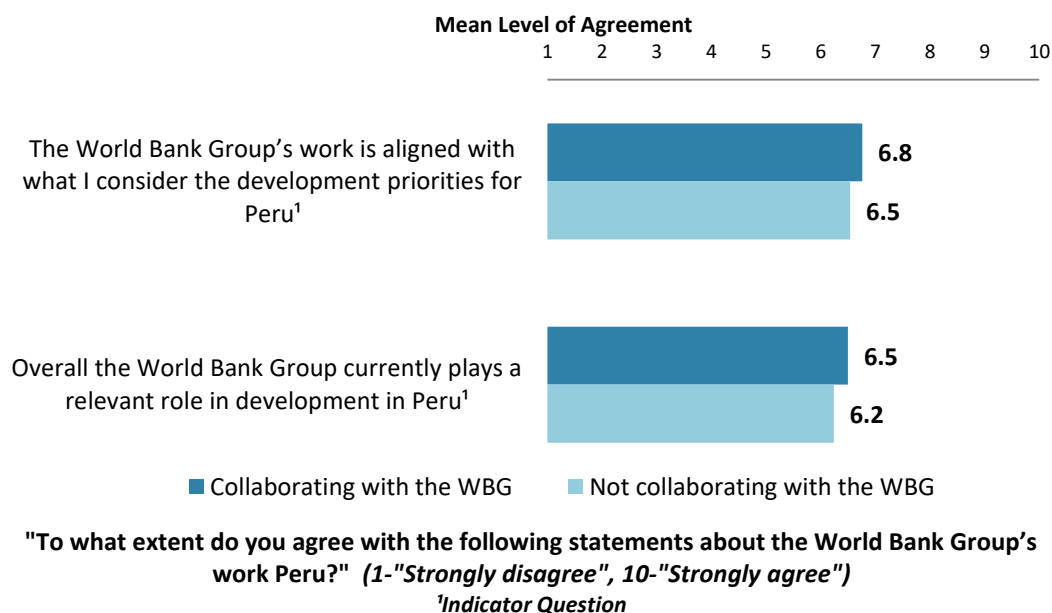 Mean Level of Agreement
1 2 3 4 5 6 7 8 9 10
The World Bank Group’s work is aligned with
what I consider the development priorities for
Peru¹
6.8
6.5
Overall the World Bank Group currently plays a
relevant role in development in Peru¹
6.5
6.2
Collaborating with the WBG Not collaborating with the WBG
"To what extent do you agree with the following statements about the World Bank Group’s
work Peru?" (1-"Strongly disagree", 10-"Strongly agree")
¹Indicator Question